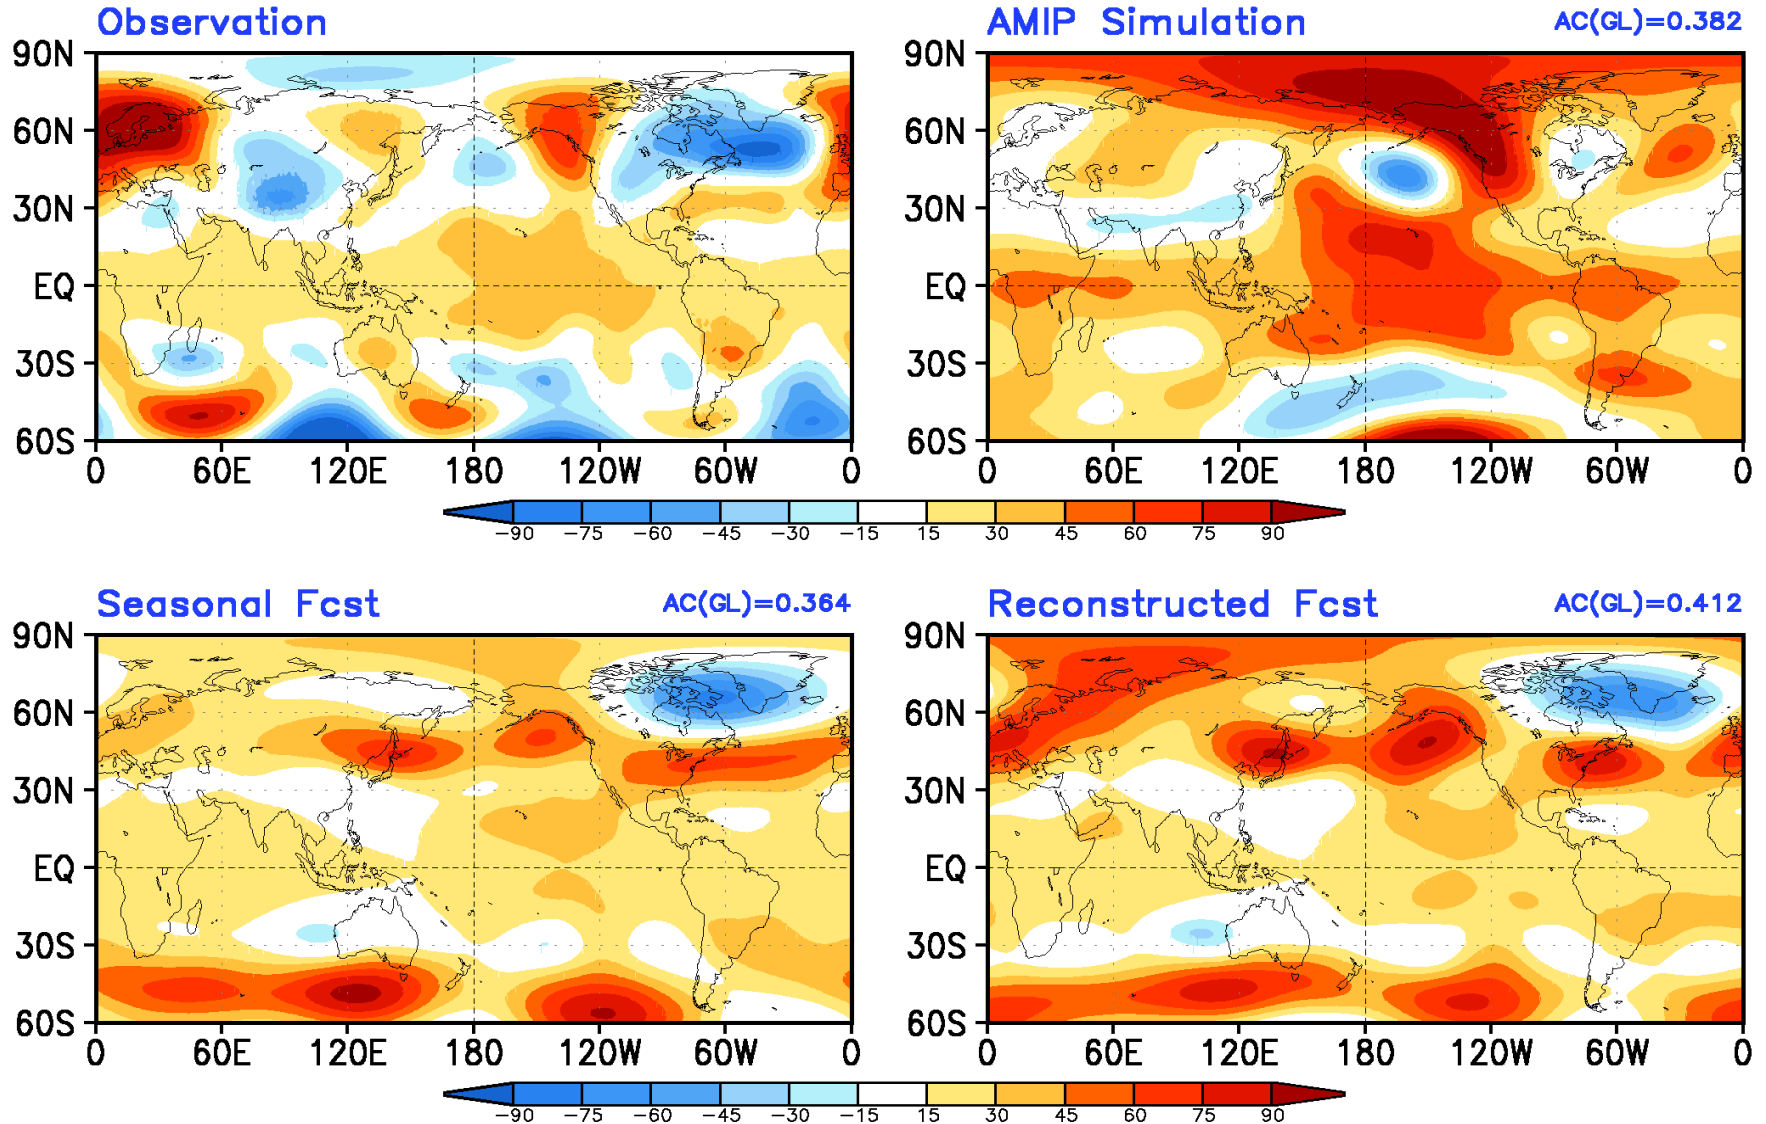 Observation
AMIP Simulation AC(GL)=0.382
90N
60N
30N
EQ
30S
60S
0 60E 120E 180 120W 60W 0
90N
60N
30N
EQ
30S
60S
0 60E 120E 180 120W 60W 0
−90 −75 −60 −45 −30 −15 15 30 45 60 75 90
Seasonal Fcst AC(GL)=0.364
Reconstructed Fcst AC(GL)=0.412
90N
60N
30N
EQ
30S
60S
0 60E 120E 180 120W 60W 0
90N
60N
30N
EQ
30S
60S
0 60E 120E 180 120W 60W 0
−90 −75 −60 −45 −30 −15 15 30 45 60 75 90